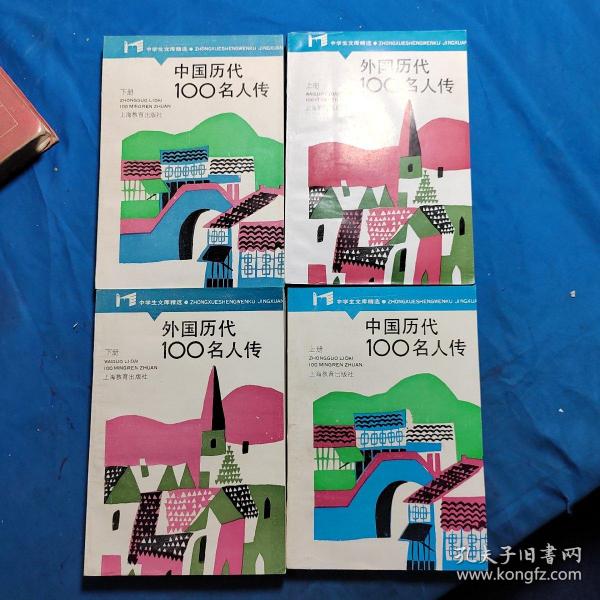 中学生文库精选●ZHONGXUESHENGWENKU JINGXUAN
中国历代
100名人传
下册
ZHONGGUO LIDAI
100 MINGREN ZHUAN
上海教育出版社
中学生文库精选●ZHONGXUESHENGWENKU JINGXUAN
外国历代
100名人传
上册
中学生文库精选●ZHONGXUESHENGWENKU JINGXUAN
外国历代
100名人传
下册
WAIGUO LIDAI
100 MINGREN ZHUAN
上海教育出版社
中学生文库精选●ZHONGXUESHENGWENKU JINGXUAN
中国历代
100名人传
上册
ZHONGGUO LIDAI
100 MINGREN ZHUAN
上海教育出版社
孔夫子旧书网
www.kongfz.com